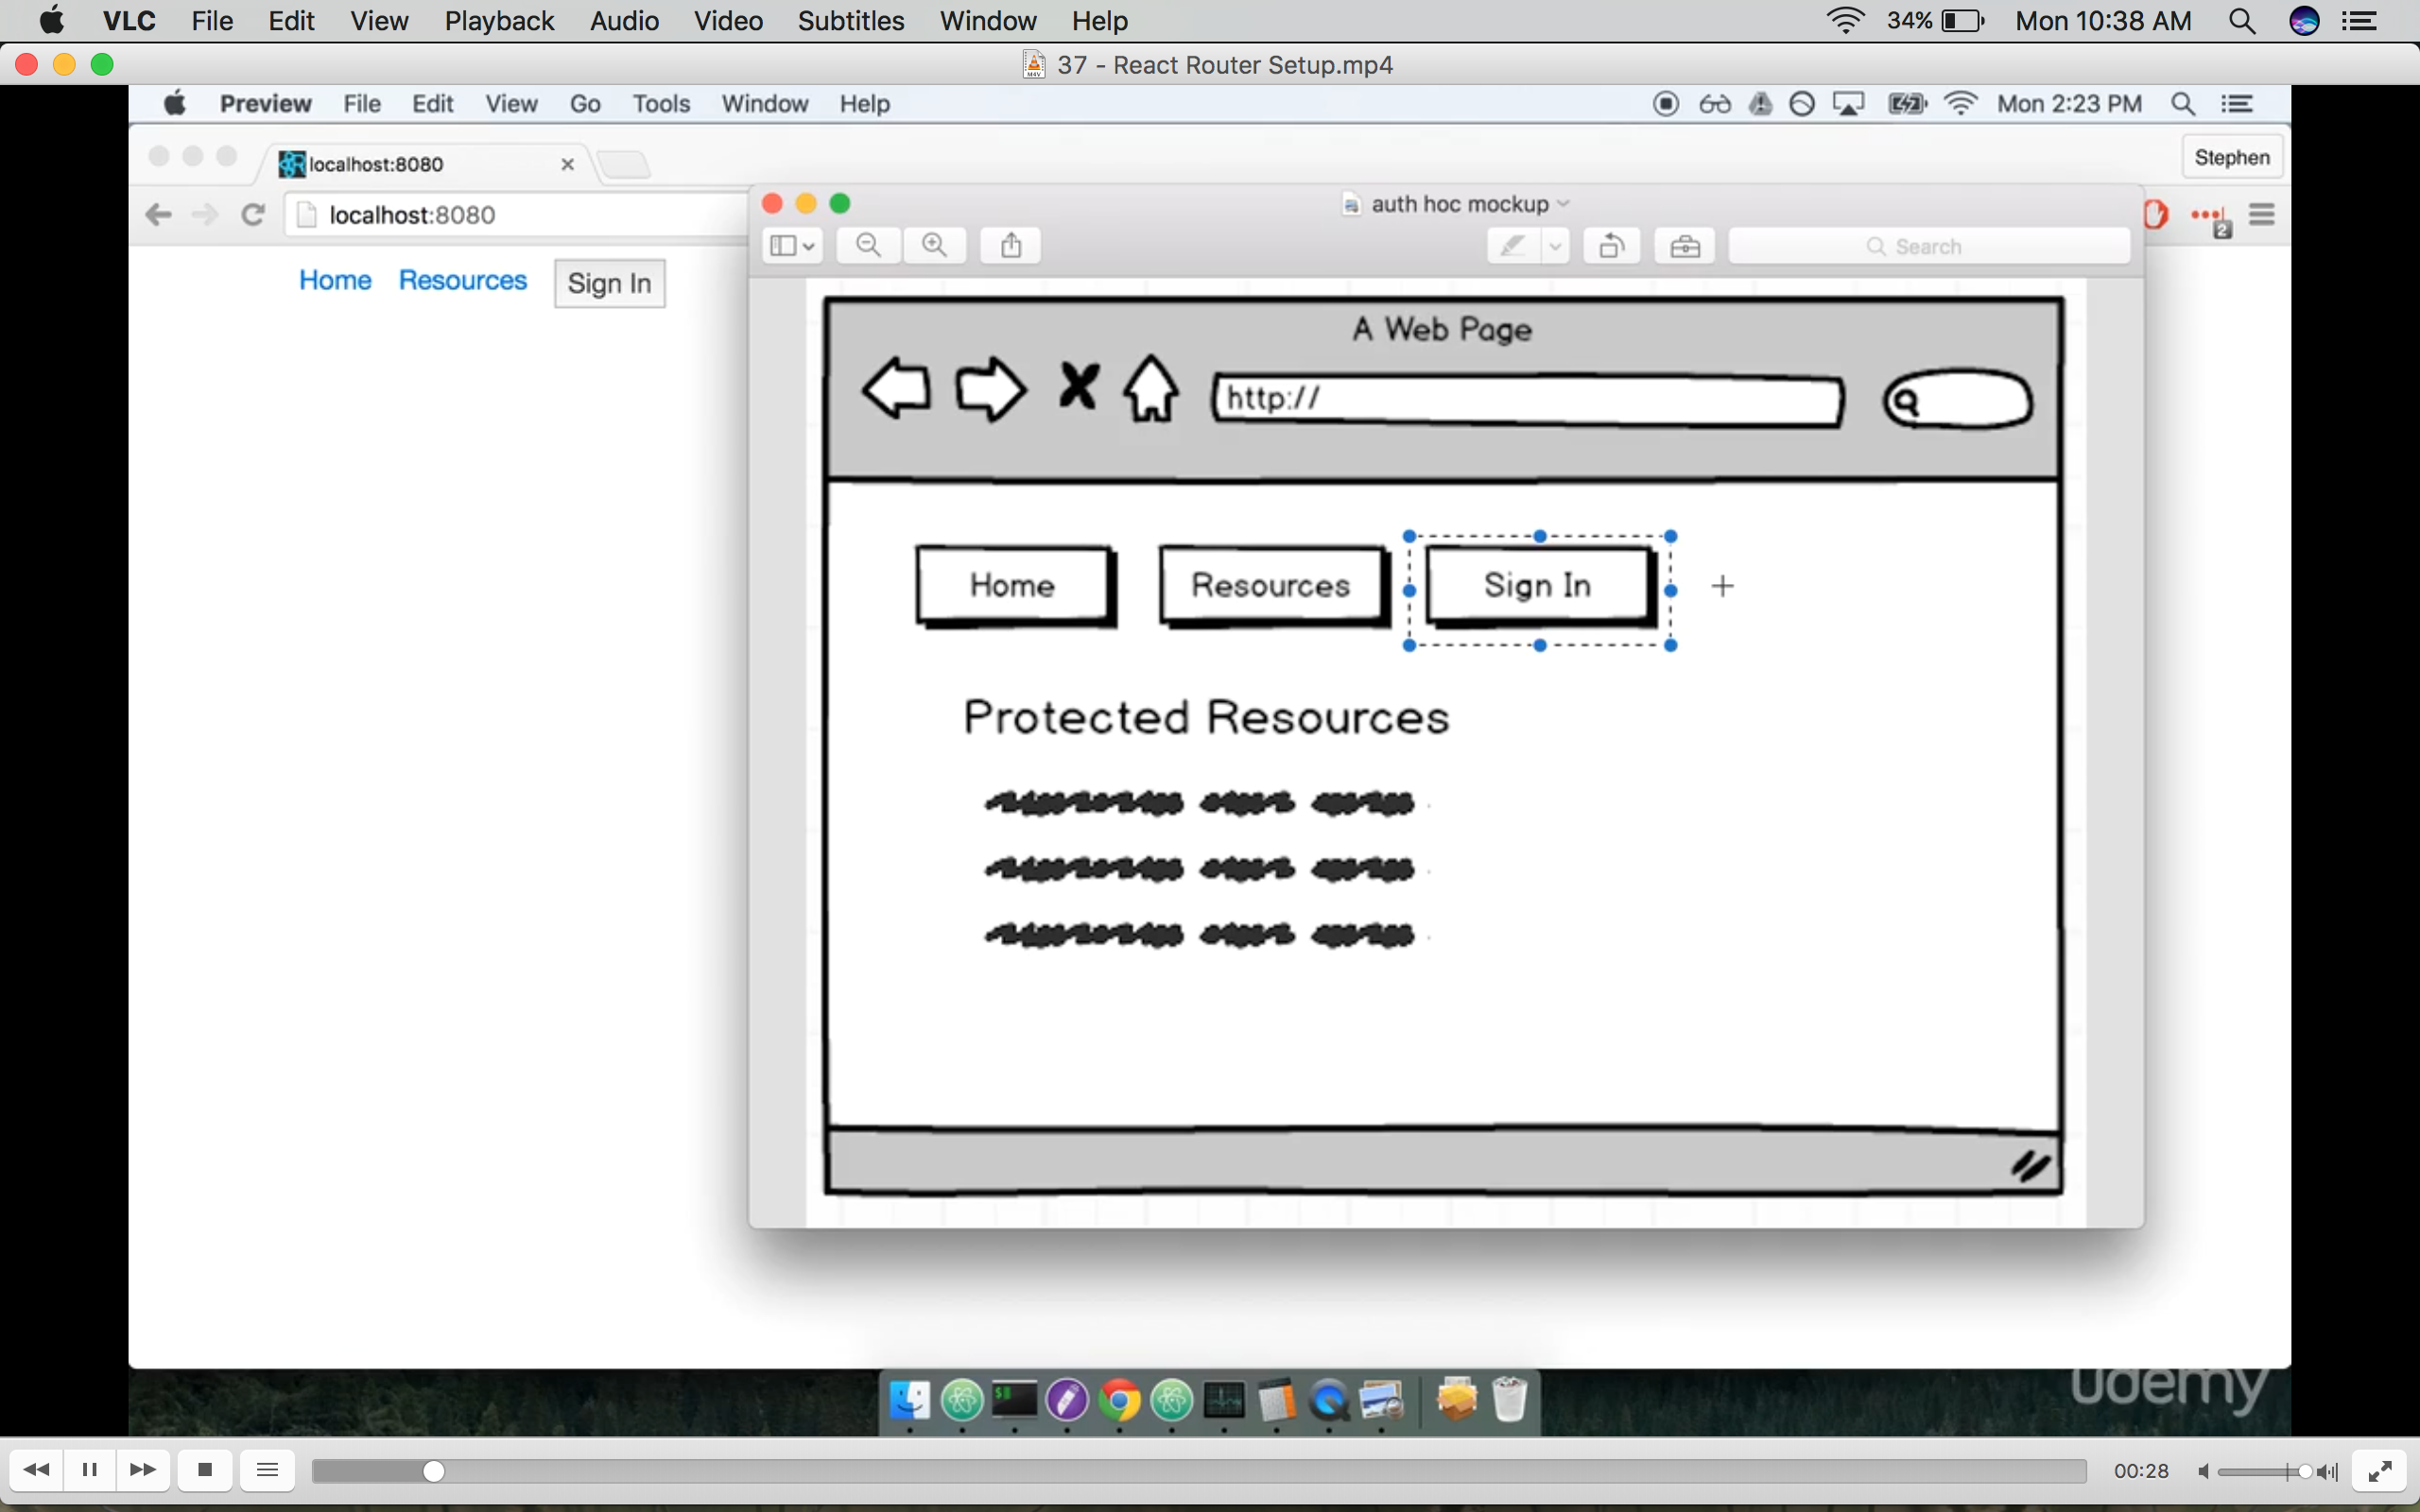 VLC File Edit View Playback Audio Video Subtitles Window Help 34% Mon 10:38 AM
37 - React Router Setup.mp4
Preview File Edit View Go Tools Window Help Mon 2:23 PM
localhost:8080 Stephen
localhost:8080
auth hoc mockup
2
Search
Home Resources Sign In
A Web Page
http://
Home Resources Sign In
Protected Resources
udemy
00:28